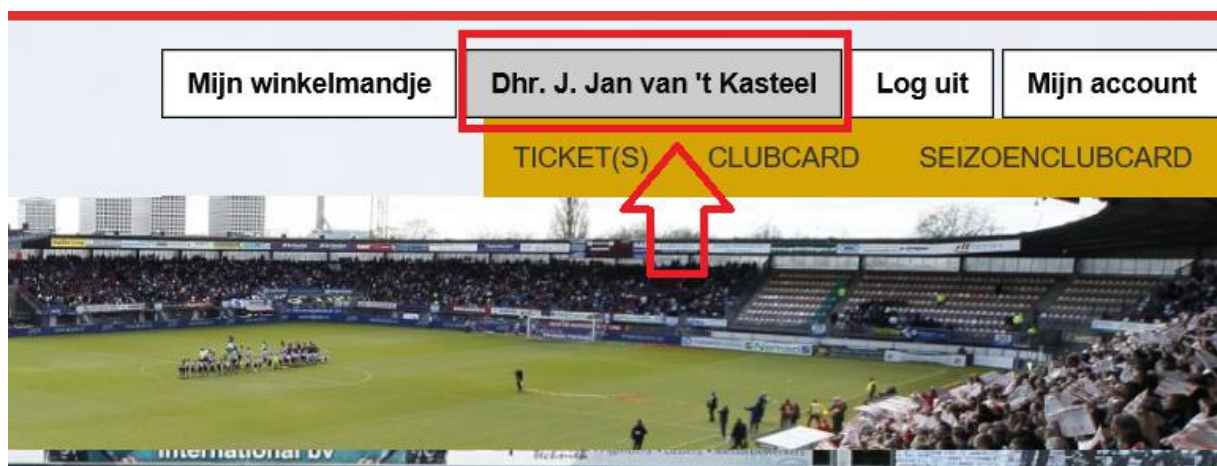 Mijn winkelmandje
Dhr. J. Jan van 't Kasteel
Log uit
Mijn account
TICKET(S)
CLUBCARD
SEIZOENCLUBCARD
International bv